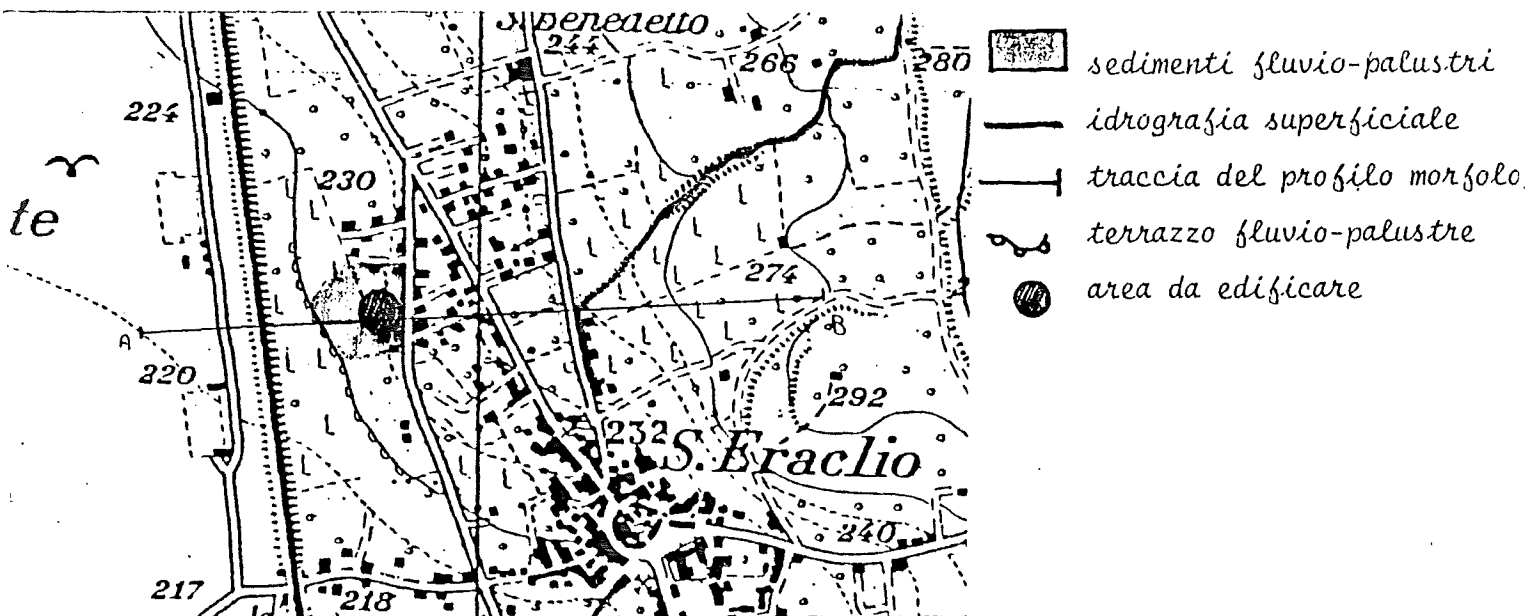 S. Benedetto
244
266
280
224
te
230
274
A
B
220
292
232
S. Eraclio
240
217
218
sedimenti fluvio-palustri
idrografia superficiale
traccia del profilo morfolo
terrazzo fluvio-palustre
area da edificare